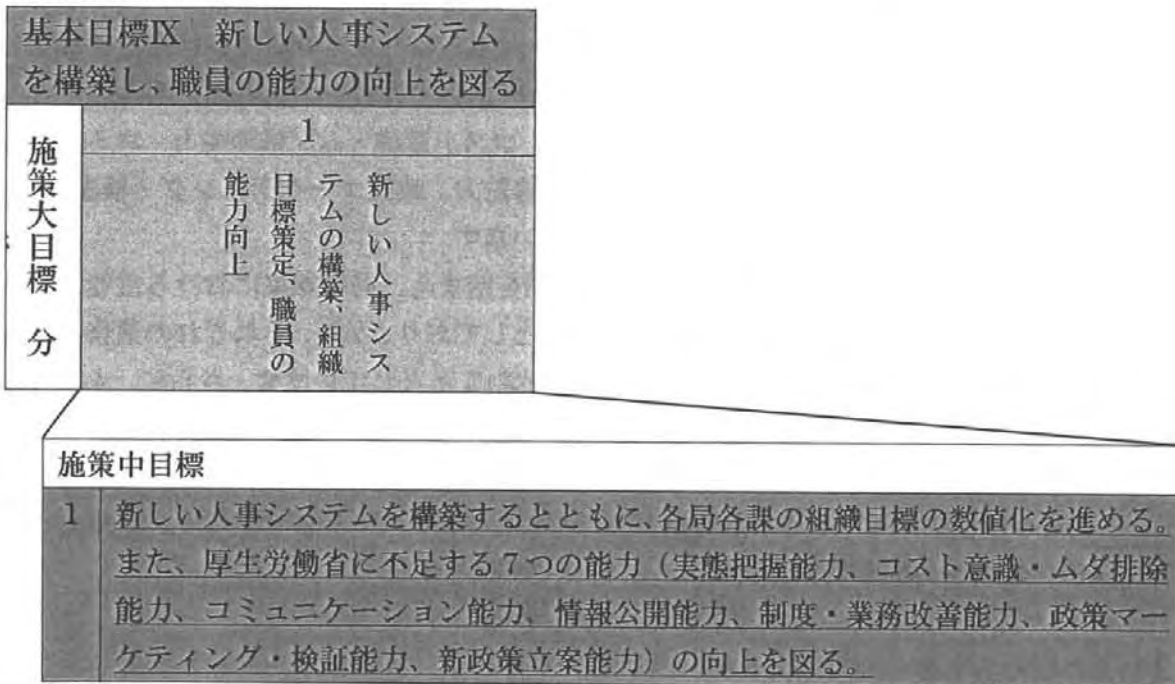 基本目標Ⅸ　新しい人事システム
を構築し、職員の能力の向上を図る
施策大目標　分
1
新しい人事シス
テムの構築、組織
目標策定、職員の
能力向上
施策中目標
1　新しい人事システムを構築するとともに、各局各課の組織目標の数値化を進める。
また、厚生労働省に不足する７つの能力（実態把握能力、コスト意識・ムダ排除
能力、コミュニケーション能力、情報公開能力、制度・業務改善能力、政策マー
ケティング・検証能力、新政策立案能力）の向上を図る。